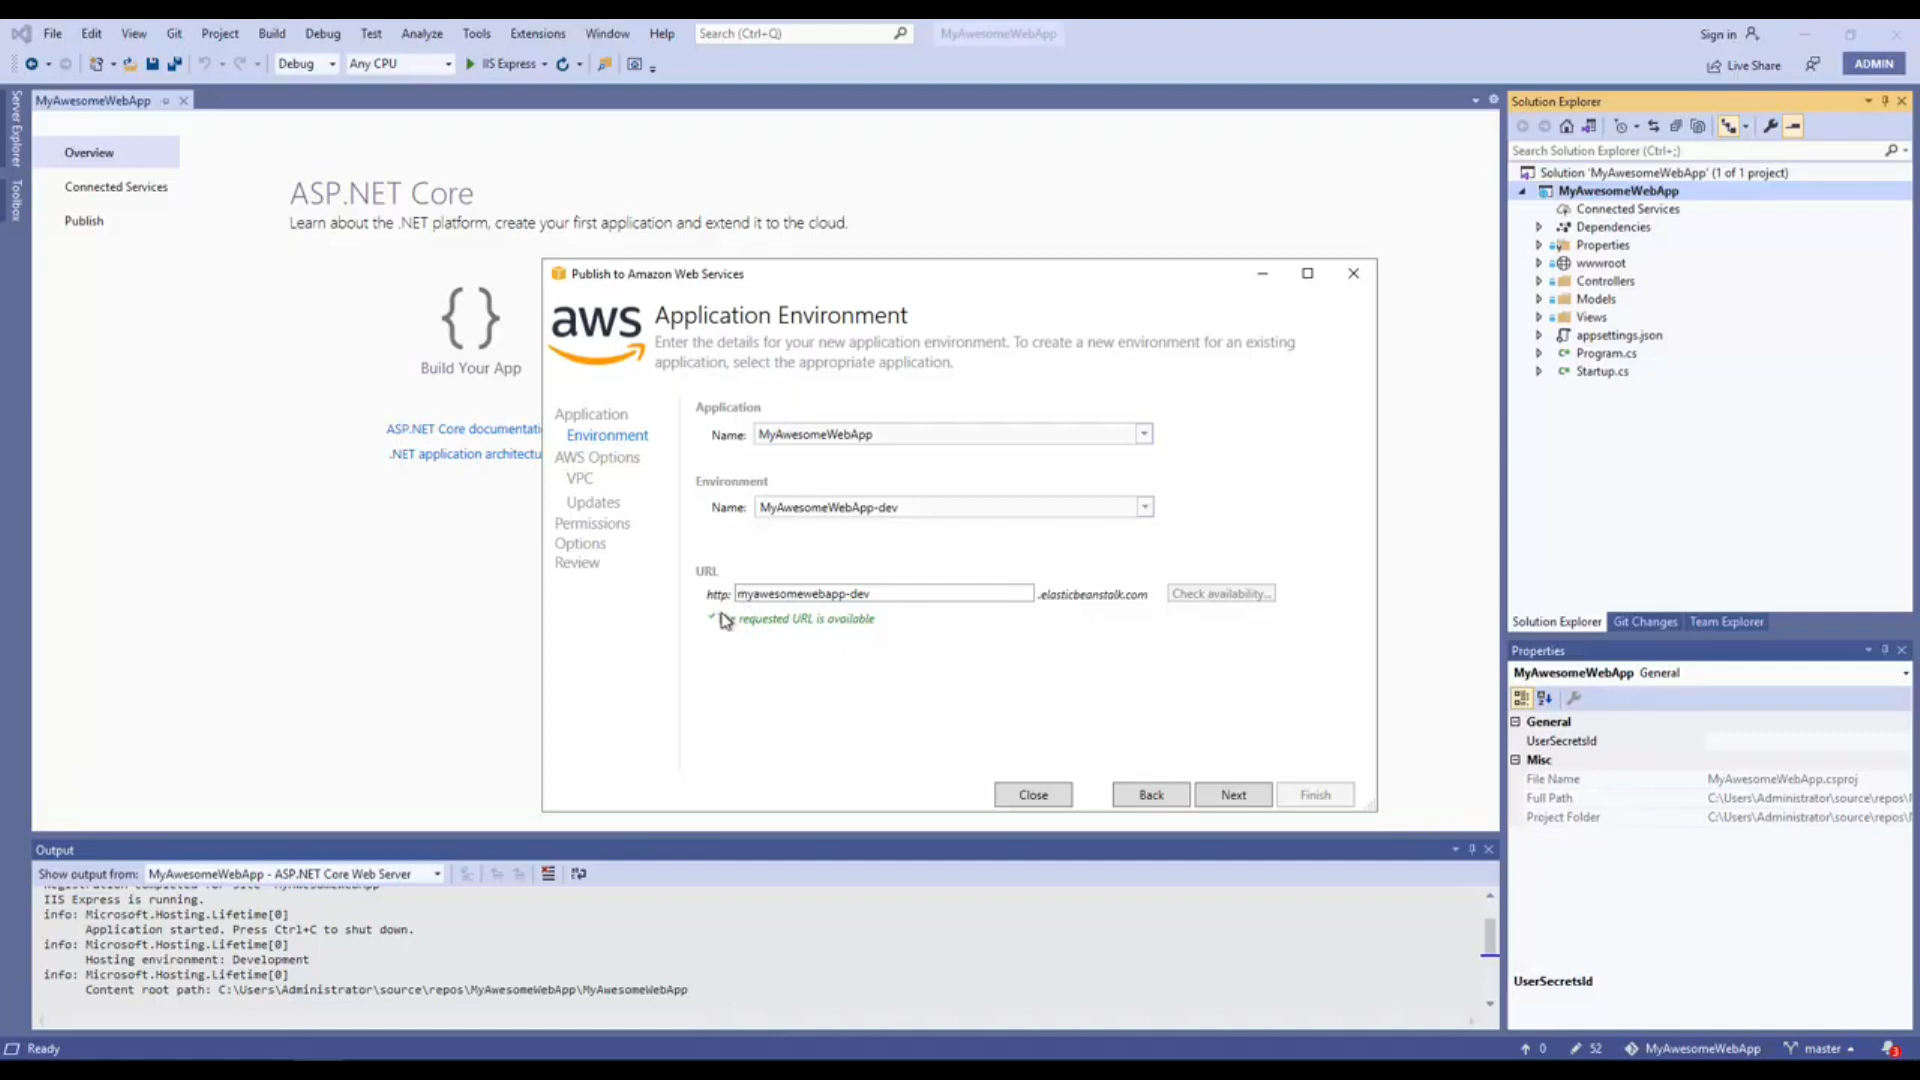 File Edit View Git Project Build Debug Test Analyze Tools Extensions Window Help Search (Ctrl+Q) MyAwesomeWebApp Sign in
Debug Any CPU IIS Express Live Share ADMIN
Server Explorer
Toolbox
MyAwesomeWebApp
Overview
Connected Services
Publish
ASP.NET Core
Learn about the .NET platform, create your first application and extend it to the cloud.
{ }
Build Your App
ASP.NET Core documentati
.NET application architectu
Publish to Amazon Web Services
aws
Application Environment
Enter the details for your new application environment. To create a new environment for an existing
application, select the appropriate application.
Application
Environment
AWS Options
VPC
Updates
Permissions
Options
Review
Application
Name: MyAwesomeWebApp
Environment
Name: MyAwesomeWebApp-dev
URL
http: myawesomewebapp-dev .elasticbeanstalk.com Check availability...
requested URL is available
Close Back Next Finish
Solution Explorer
Search Solution Explorer (Ctrl+;)
Solution 'MyAwesomeWebApp' (1 of 1 project)
MyAwesomeWebApp
Connected Services
Dependencies
Properties
wwwroot
Controllers
Models
Views
appsettings.json
C# Program.cs
C# Startup.cs
Solution Explorer Git Changes Team Explorer
Properties
MyAwesomeWebApp General
General
UserSecretsId
Misc
File Name MyAwesomeWebApp.csproj
Full Path C:\Users\Administrator\source\repos\
Project Folder C:\Users\Administrator\source\repos\
UserSecretsId
Output
Show output from: MyAwesomeWebApp - ASP.NET Core Web Server
IIS Express is running.
info: Microsoft.Hosting.Lifetime[0]
Application started. Press Ctrl+C to shut down.
info: Microsoft.Hosting.Lifetime[0]
Hosting environment: Development
info: Microsoft.Hosting.Lifetime[0]
Content root path: C:\Users\Administrator\source\repos\MyAwesomeWebApp\MyAwesomeWebApp
Ready 0 52 MyAwesomeWebApp master 3